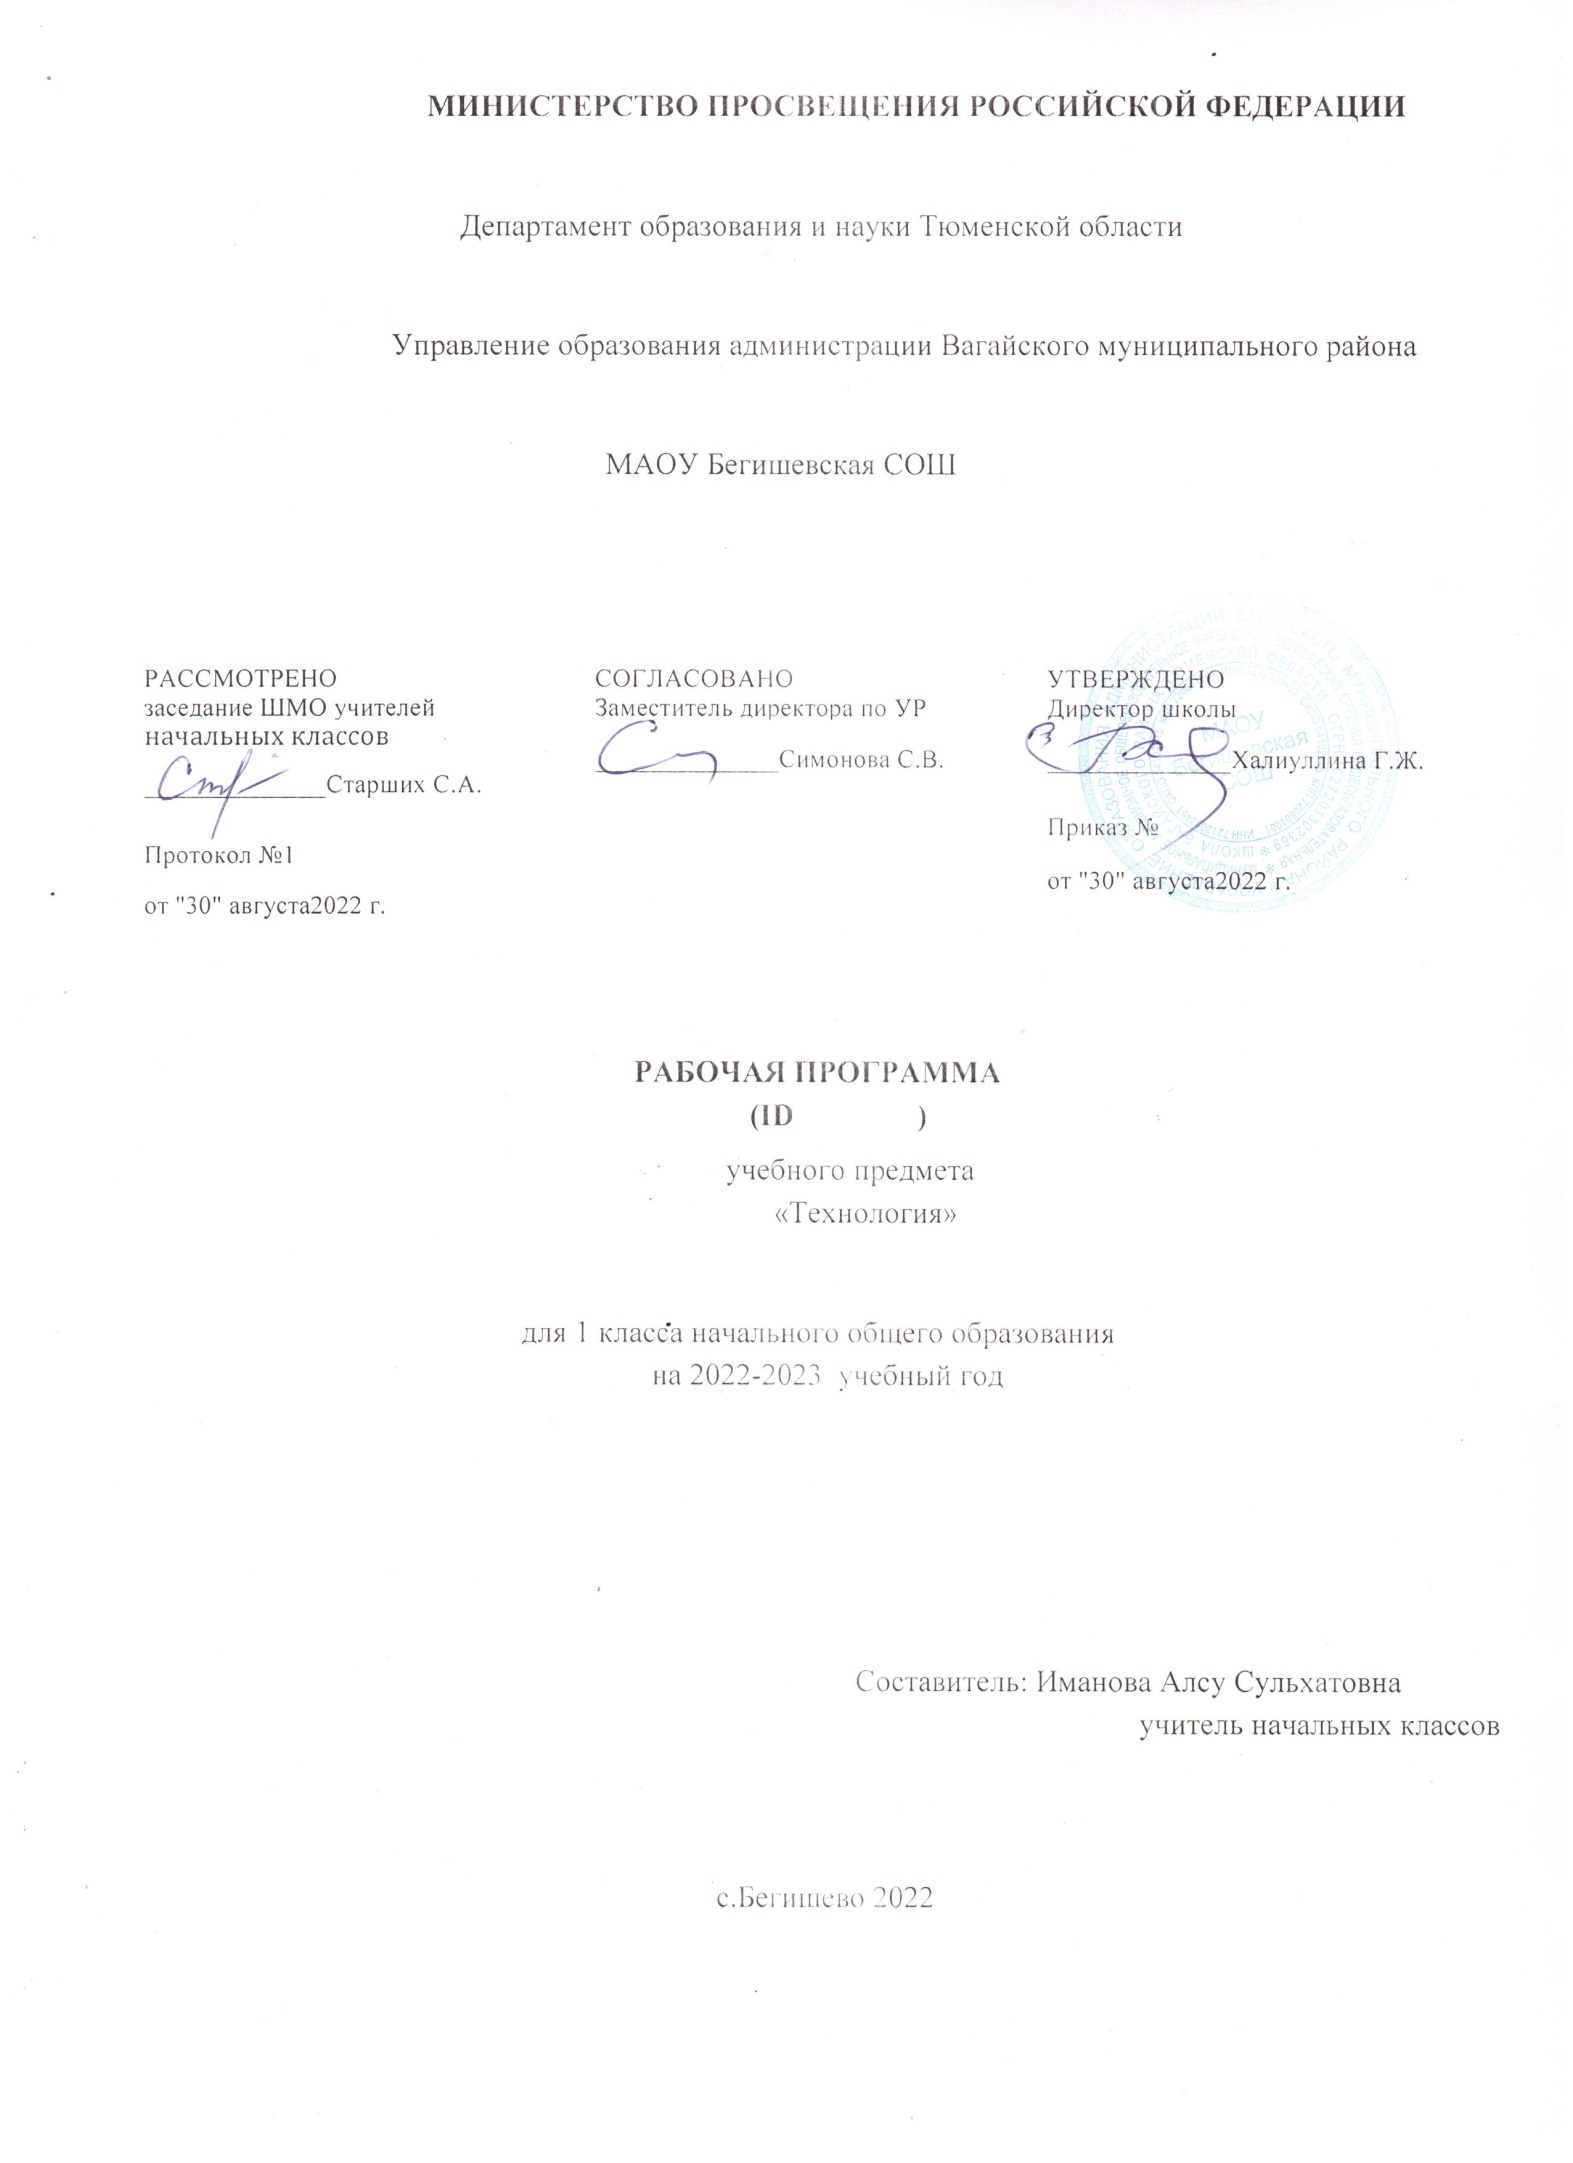 МИНИСТЕРСТВО ПРОСВЕЩЕНИЯ РОССИЙСКОЙ ФЕДЕРАЦИИ
Департамент образования и науки Тюменской области
Управление образования администрации Вагайского муниципального района
МАОУ Бегишевская СОШ
РАССМОТРЕНО
заседание ШМО учителей
начальных классов
Старших С.А.
Протокол №1
от "30" августа2022 г.
СОГЛАСОВАНО
Заместитель директора по УР
Симонова С.В.
УТВЕРЖДЕНО
Директор школы
Халиуллина Г.Ж.
Приказ №
от "30" августа2022 г.
МАОУ
Бегишевская
СОШ
РАБОЧАЯ ПРОГРАММА
(ID )
учебного предмета
«Технология»
для 1 класса начального общего образования
на 2022-2023 учебный год
Составитель: Иманова Алсу Сульхатовна
учитель начальных классов
с.Бегишево 2022